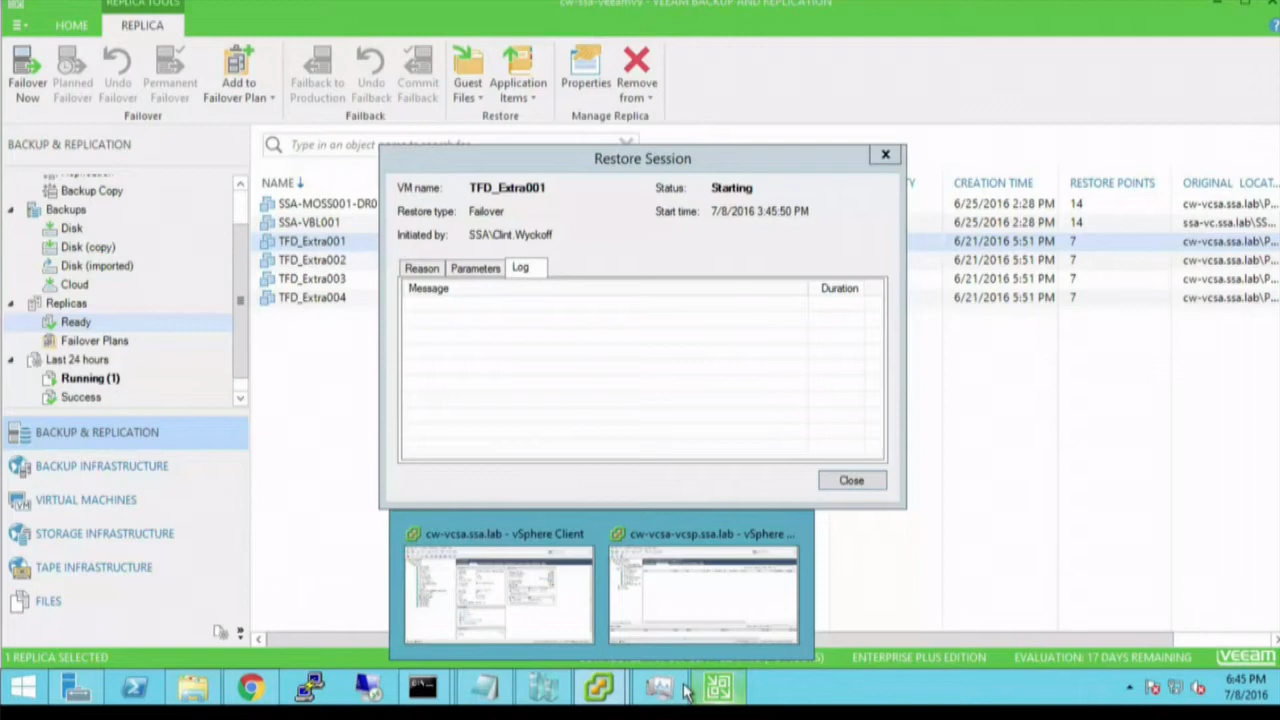 REPLICA TOOLS
cw-ssa-veeamv9 - VEEAM BACKUP AND REPLICATION
HOME REPLICA
Failover Now
Planned Failover
Undo Failover
Permanent Failover
Add to Failover Plan
Failback to Production
Undo Failback
Commit Failback
Guest Files
Application Items
Properties
Remove from
Failover Failback Restore Manage Replica
BACKUP & REPLICATION
Type in an object name to search for
Backup Copy
Backups
Disk
Disk (copy)
Disk (imported)
Cloud
Replicas
Ready
Failover Plans
Last 24 hours
Running (1)
Success
BACKUP & REPLICATION
BACKUP INFRASTRUCTURE
VIRTUAL MACHINES
STORAGE INFRASTRUCTURE
TAPE INFRASTRUCTURE
FILES
NAME CREATION TIME RESTORE POINTS ORIGINAL LOCAT...
SSA-MOSS001-DR0 6/25/2016 2:28 PM 14 cw-vcsa.ssa.lab\P...
SSA-VBL001 6/25/2016 2:28 PM 14 ssa-vc.ssa.lab\SS...
TFD_Extra001 6/21/2016 5:51 PM 7 cw-vcsa.ssa.lab\P...
TFD_Extra002 6/21/2016 5:51 PM 7 cw-vcsa.ssa.lab\P...
TFD_Extra003 6/21/2016 5:51 PM 7 cw-vcsa.ssa.lab\P...
TFD_Extra004 6/21/2016 5:51 PM 7 cw-vcsa.ssa.lab\P...
Restore Session
VM name: TFD_Extra001 Status: Starting
Restore type: Failover Start time: 7/8/2016 3:45:50 PM
Initiated by: SSA\Clint.Wyckoff
Reason Parameters Log
Message Duration
Close
cw-vcsa.ssa.lab - vSphere Client cw-vcsa-vcsp.ssa.lab - vSphere ...
1 REPLICA SELECTED ENTERPRISE PLUS EDITION EVALUATION: 17 DAYS REMAINING veeam
6:45 PM
7/8/2016